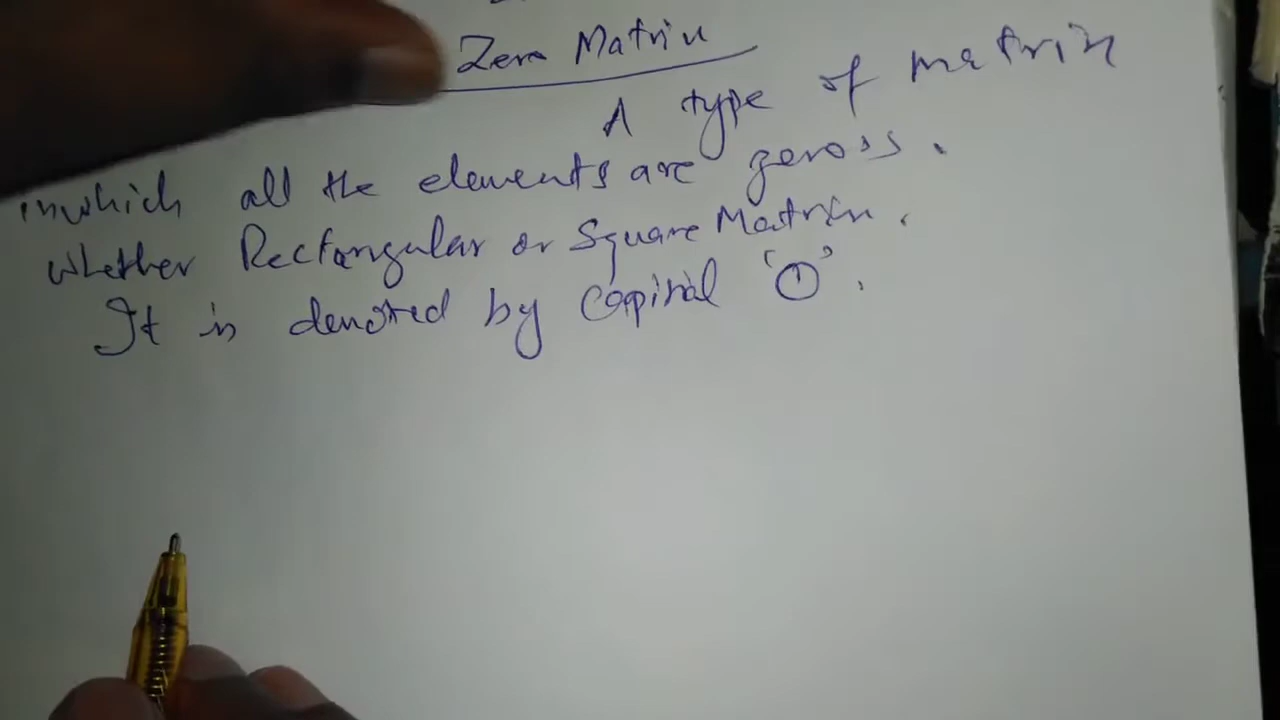 Zero Matrix
A type of matrix
inwhich all the elements are zeros.
whether Rectangular or Square Matrix.
It is denoted by Capital 'O'.